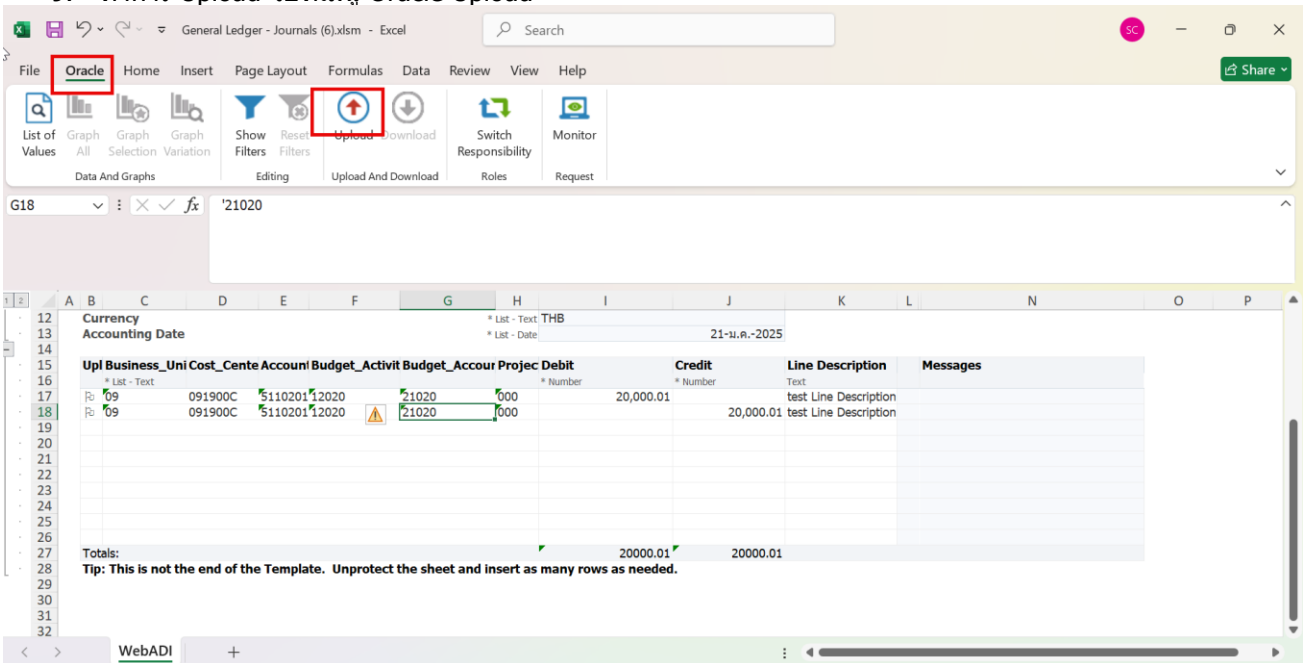 Upload Oracle Upload
General Ledger - Journals (6).xlsm - Excel
Search
SC
File Oracle Home Insert Page Layout Formulas Data Review View Help
Share
List of Values
Graph All
Graph Selection
Graph Variation
Show Filters
Reset Filters
Upload
Download
Switch Responsibility
Monitor
Data And Graphs
Editing
Upload And Download
Roles
Request
G18
fx
'21020
1 2
A B C D E F G H I J K L N O P
12 Currency * List - Text THB
13 Accounting Date * List - Date 21-ม.ค.-2025
14
15 Upl Business_Uni Cost_Cente Account Budget_Activit Budget_Accour Projec Debit Credit Line Description Messages
16 * List - Text * Number * Number Text
17 09 091900C 5110201 12020 21020 000 20,000.01 test Line Description
18 09 091900C 5110201 12020 21020 000 20,000.01 test Line Description
19
20
21
22
23
24
25
26
27 Totals: 20000.01 20000.01
28 Tip: This is not the end of the Template. Unprotect the sheet and insert as many rows as needed.
29
30
31
32
WebADI